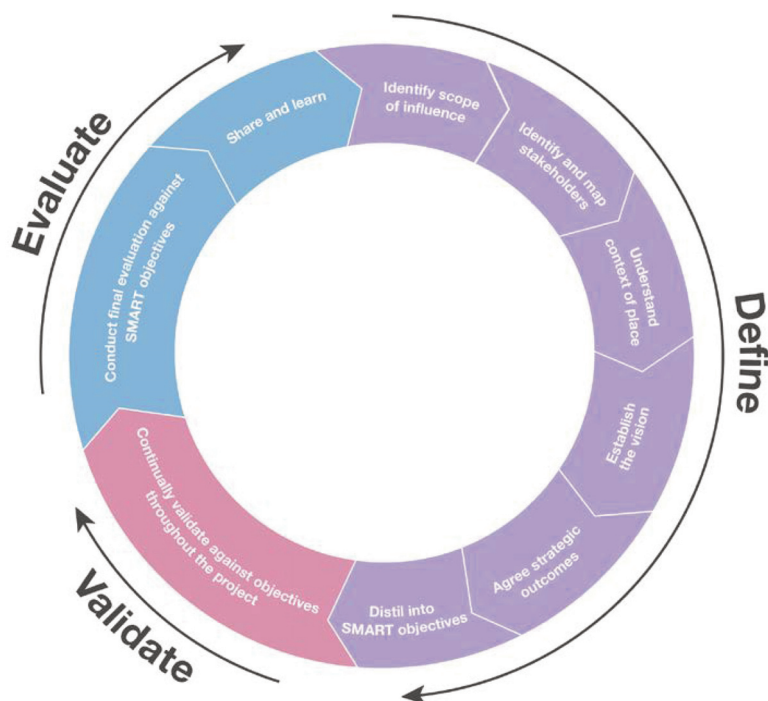 Identify scope
of influence
Identify and map
stakeholders
Understand
context of place
Establish
the vision
Agree strategic
outcomes
Distil into
SMART objectives
Continually validate against objectives
throughout the project
Conduct final evaluation against
SMART objectives
Share and learn
Define
Validate
Evaluate